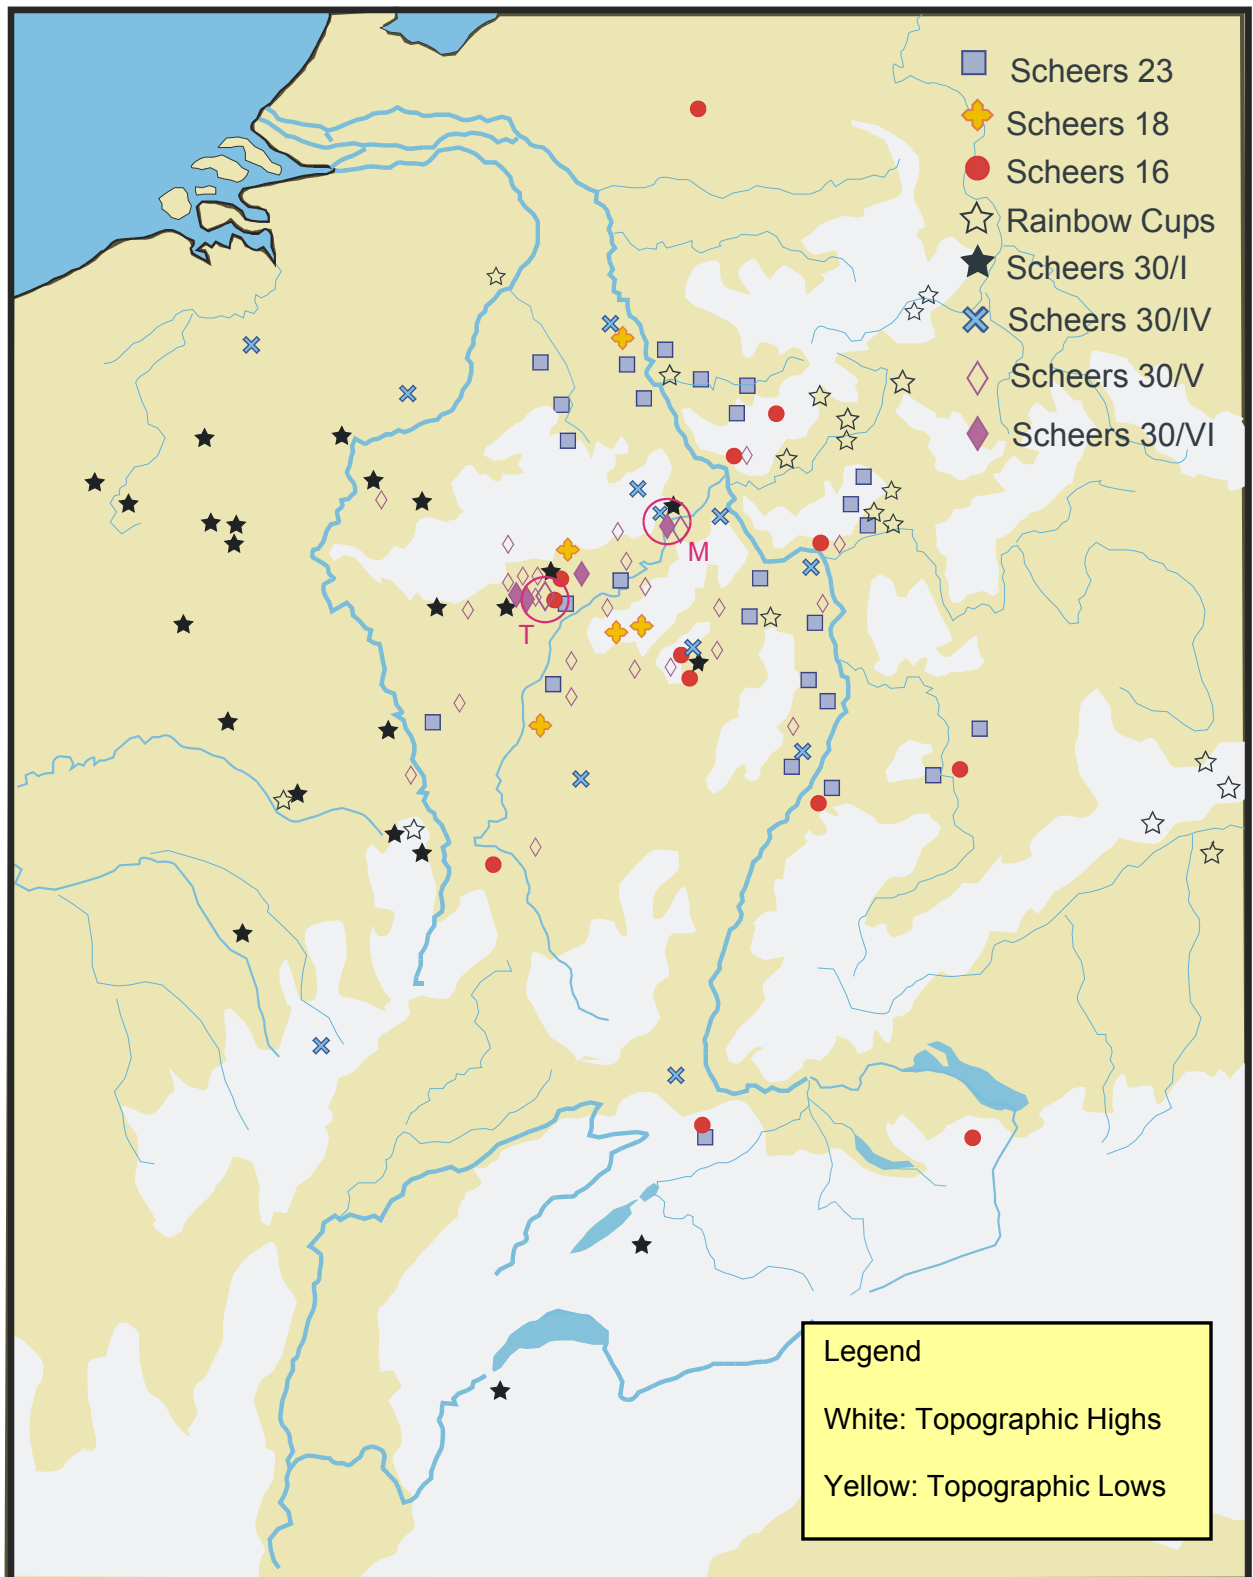 Scheers 23
Scheers 18
Scheers 16
Rainbow Cups
Scheers 30/I
Scheers 30/IV
Scheers 30/V
Scheers 30/VI
M
T
Legend
White: Topographic Highs
Yellow: Topographic Lows